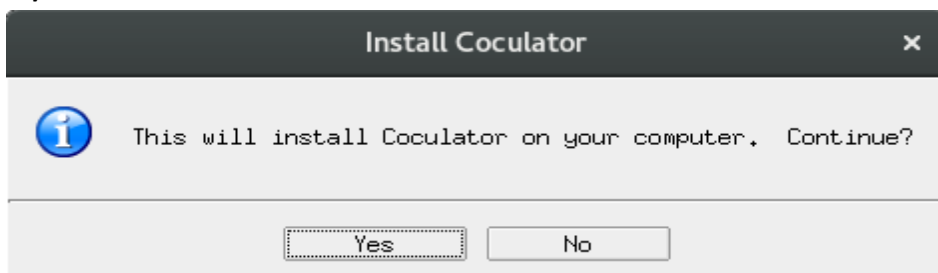 Install Coculator
This will install Coculator on your computer.  Continue?
Yes
No